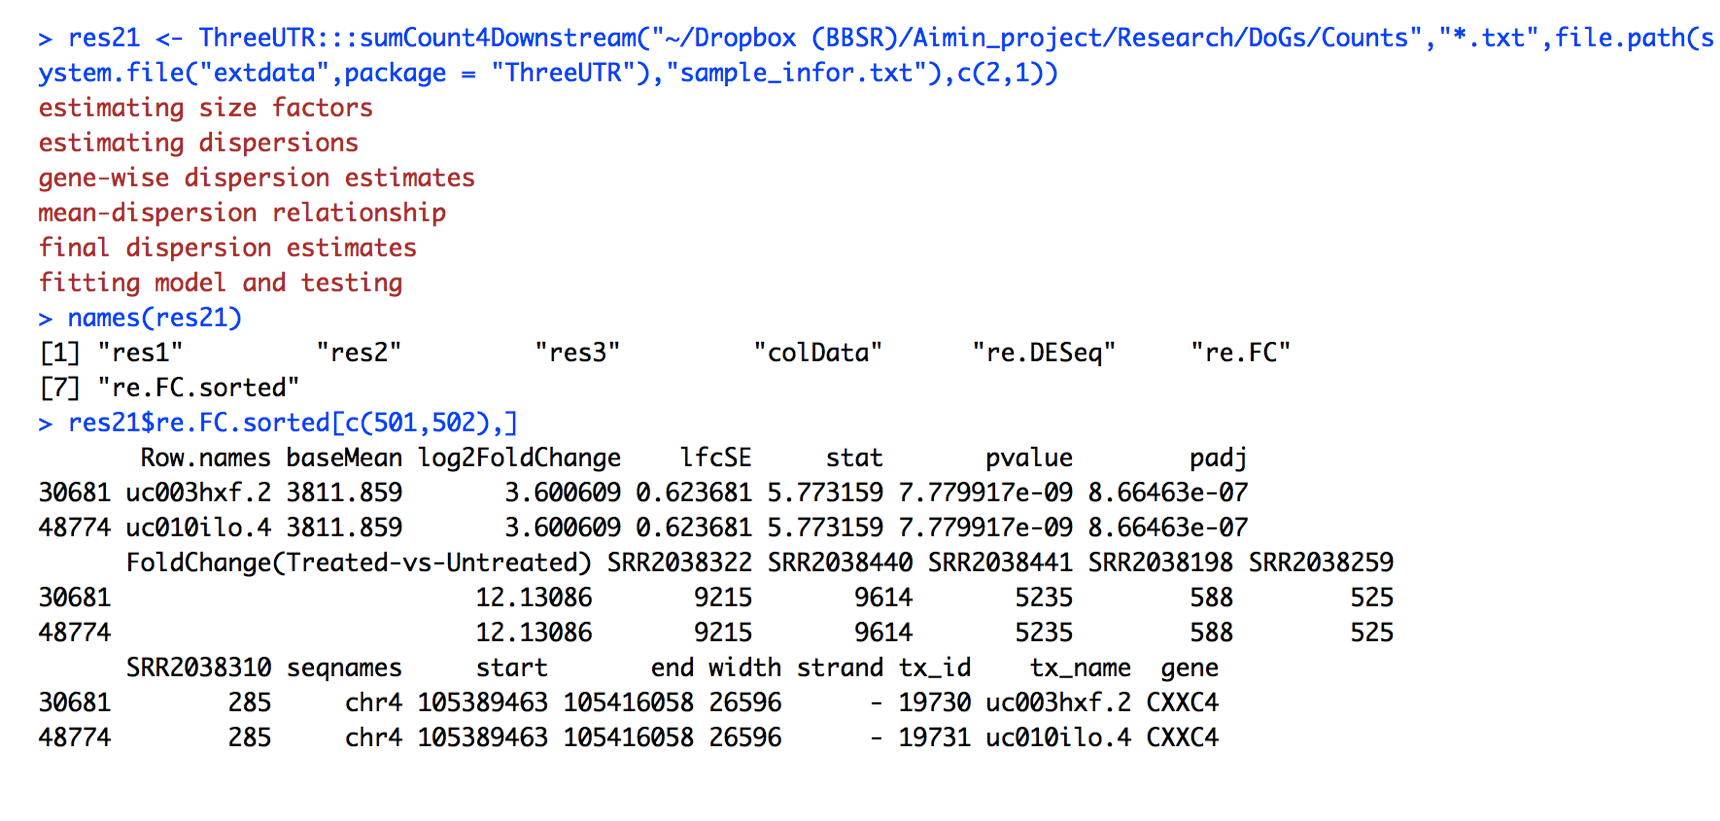 > res21 <- ThreeUTR:::sumCount4Downstream("~/Dropbox (BBSR)/Aimin_project/Research/DoGs/Counts","*.txt",file.path(s
ystem.file("extdata",package = "ThreeUTR"),"sample_infor.txt"),c(2,1))
estimating size factors
estimating dispersions
gene-wise dispersion estimates
mean-dispersion relationship
final dispersion estimates
fitting model and testing
> names(res21)
[1] "res1"         "res2"         "res3"         "colData"      "re.DESeq"     "re.FC"
[7] "re.FC.sorted"
> res21$re.FC.sorted[c(501,502),]
       Row.names baseMean log2FoldChange    lfcSE     stat       pvalue        padj
30681 uc003hxf.2 3811.859       3.600609 0.623681 5.773159 7.779917e-09 8.66463e-07
48774 uc010ilo.4 3811.859       3.600609 0.623681 5.773159 7.779917e-09 8.66463e-07
      FoldChange(Treated-vs-Untreated) SRR2038322 SRR2038440 SRR2038441 SRR2038198 SRR2038259
30681                         12.13086       9215       9614       5235        588        525
48774                         12.13086       9215       9614       5235        588        525
      SRR2038310 seqnames     start       end width strand tx_id    tx_name  gene
30681        285     chr4 105389463 105416058 26596      - 19730 uc003hxf.2 CXXC4
48774        285     chr4 105389463 105416058 26596      - 19731 uc010ilo.4 CXXC4